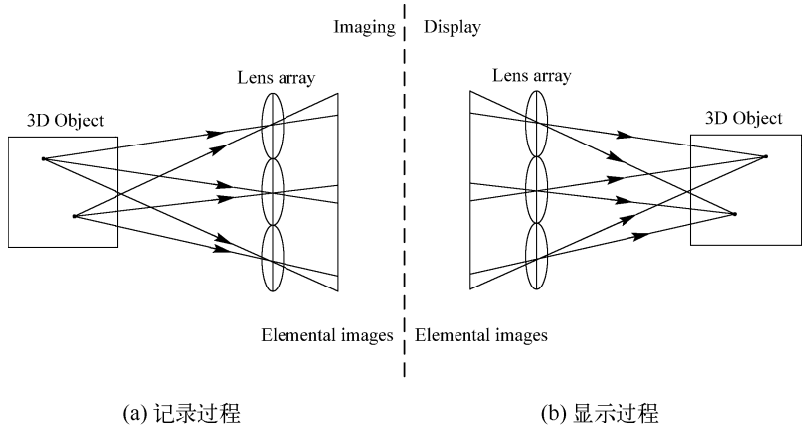 Imaging
Display
Lens array
3D Object
Lens array
3D Object
Elemental images
Elemental images
(a) 记录过程
(b) 显示过程